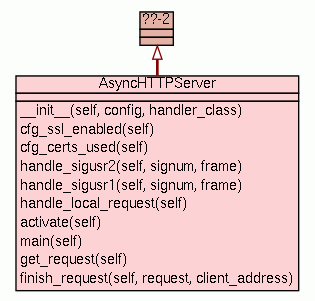 ??-2
AsyncHTTPServer
__init__(self, config, handler_class)
cfg_ssl_enabled(self)
cfg_certs_used(self)
handle_sigusr2(self, signum, frame)
handle_sigusr1(self, signum, frame)
handle_local_request(self)
activate(self)
main(self)
get_request(self)
finish_request(self, request, client_address)